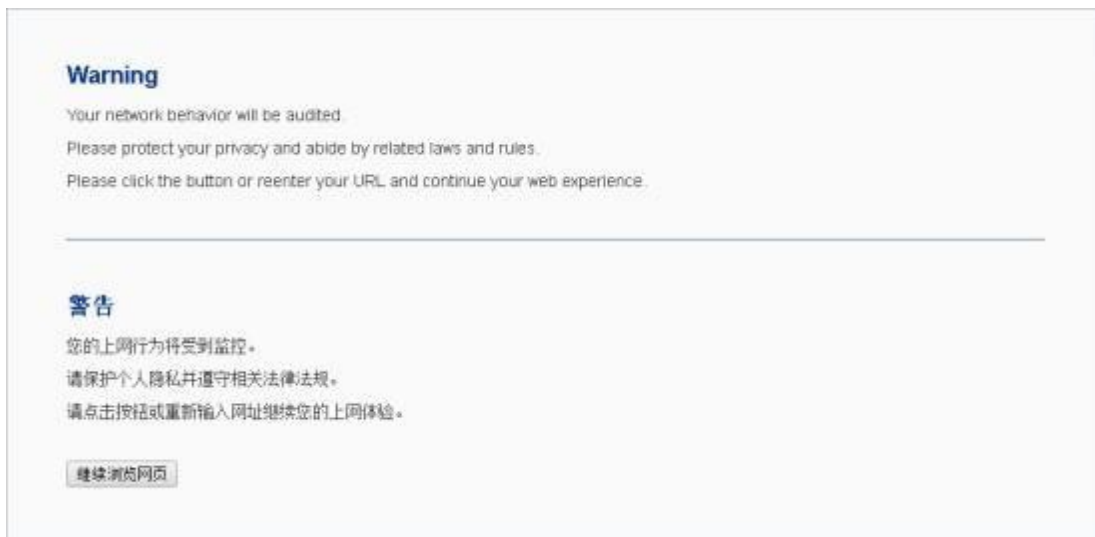 Warning
Your network behavior will be audited.
Please protect your privacy and abide by related laws and rules.
Please click the button or reenter your URL and continue your web experience.
警告
您的上网行为将受到监控。
请保护个人隐私并遵守相关法律法规。
请点击按钮或重新输入网址继续您的上网体验。
继续浏览网页